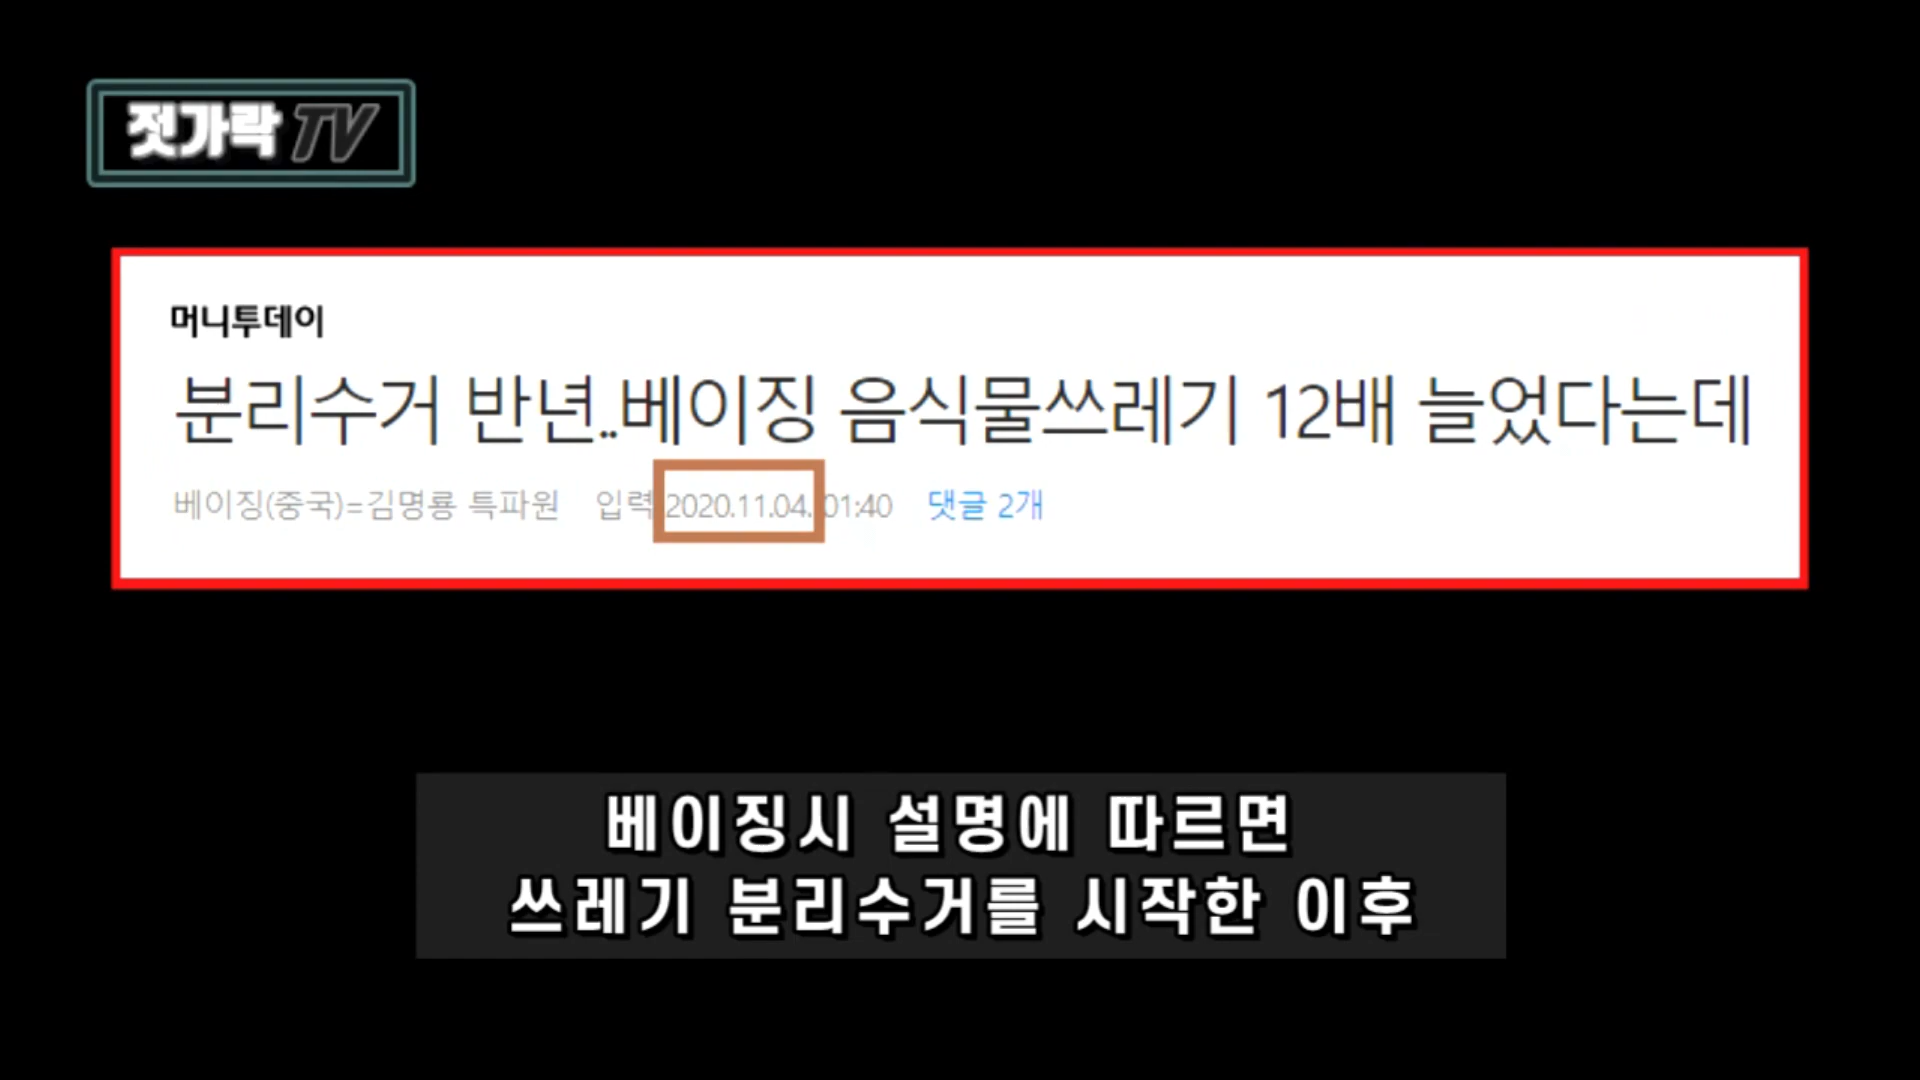 젓가락 TV
머니투데이
분리수거 반년..베이징 음식물쓰레기 12배 늘었다는데
베이징(중국)=김명룡 특파원 입력 2020.11.04. 01:40 댓글 2개
베이징시 설명에 따르면
쓰레기 분리수거를 시작한 이후